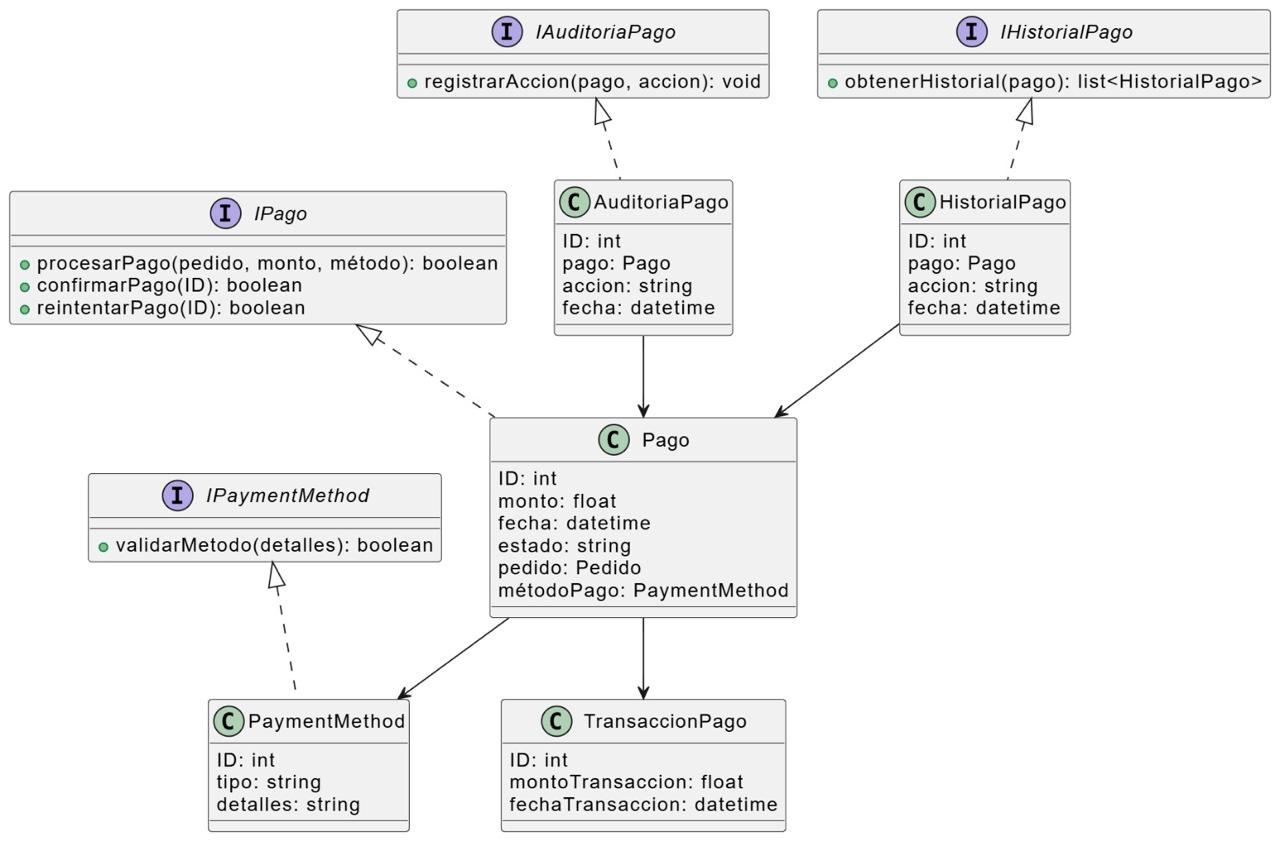 I IAuditoriaPago
registrarAccion(pago, accion): void
I IHistorialPago
obtenerHistorial(pago): list<HistorialPago>
I IPago
procesarPago(pedido, monto, método): boolean
confirmarPago(ID): boolean
reintentarPago(ID): boolean
C AuditoriaPago
ID: int
pago: Pago
accion: string
fecha: datetime
C HistorialPago
ID: int
pago: Pago
accion: string
fecha: datetime
I IPaymentMethod
validarMetodo(detalles): boolean
C Pago
ID: int
monto: float
fecha: datetime
estado: string
pedido: Pedido
métodoPago: PaymentMethod
C PaymentMethod
ID: int
tipo: string
detalles: string
C TransaccionPago
ID: int
montoTransaccion: float
fechaTransaccion: datetime